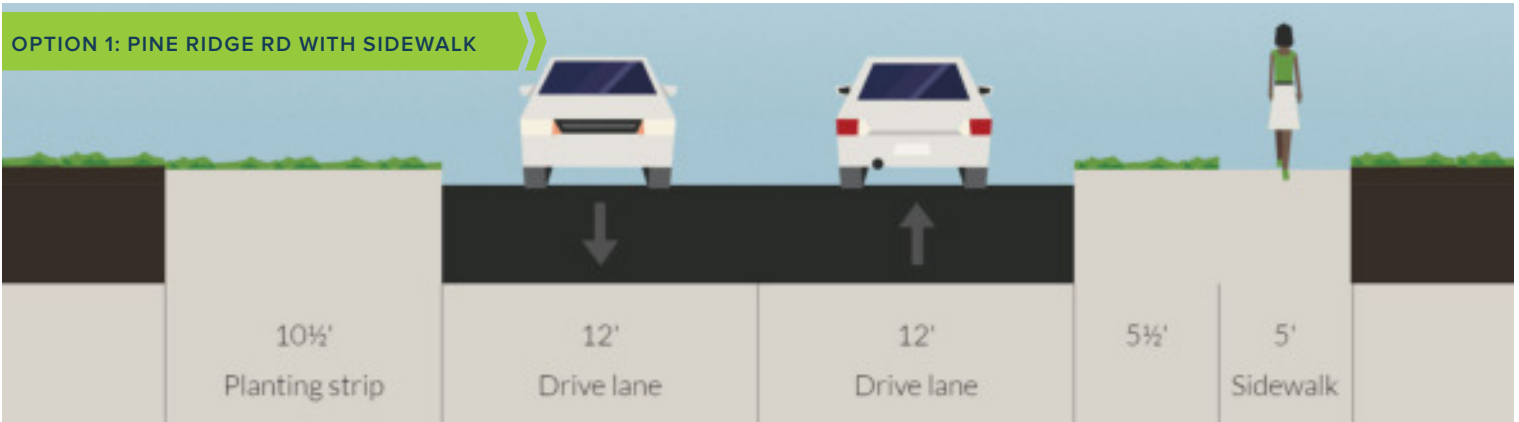 OPTION 1: PINE RIDGE RD WITH SIDEWALK
10½'
Planting strip
12'
Drive lane
12'
Drive lane
5½'
5'
Sidewalk